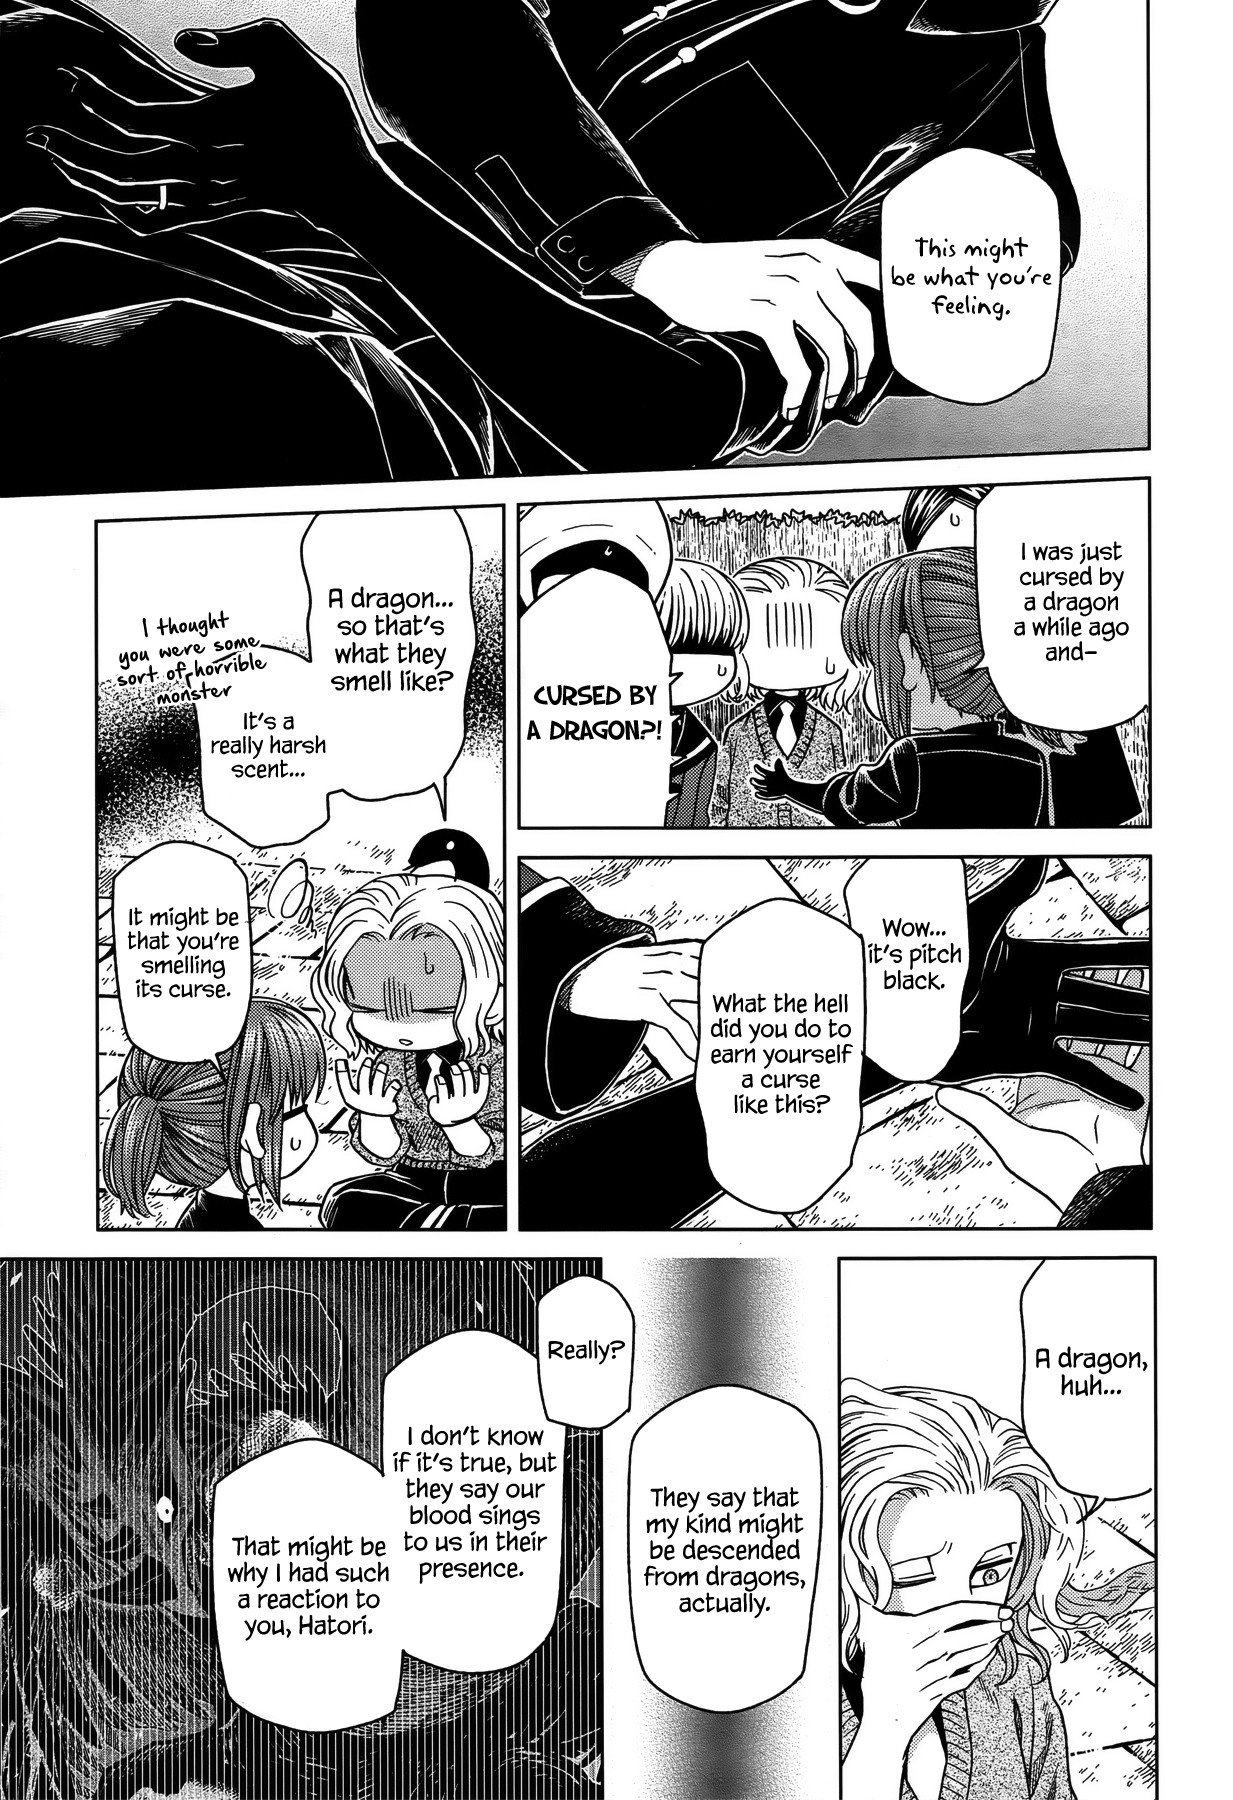 This might
be what you're
feeling.
I was just
cursed by
a dragon
a while ago
and–
CURSED BY
A DRAGON?!
A dragon...
so that's
what they
smell like?
I thought
you were some
sort of horrible
monster
It's a
really harsh
scent...
It might be
that you're
smelling
its curse.
Wow...
it's pitch
black.
What the hell
did you do to
earn yourself
a curse
like this?
A dragon,
huh...
They say that
my kind might
be descended
from dragons,
actually.
Really?
I don't know
if it's true, but
they say our
blood sings
to us in their
presence.
That might be
why I had such
a reaction to
you, Hatori.